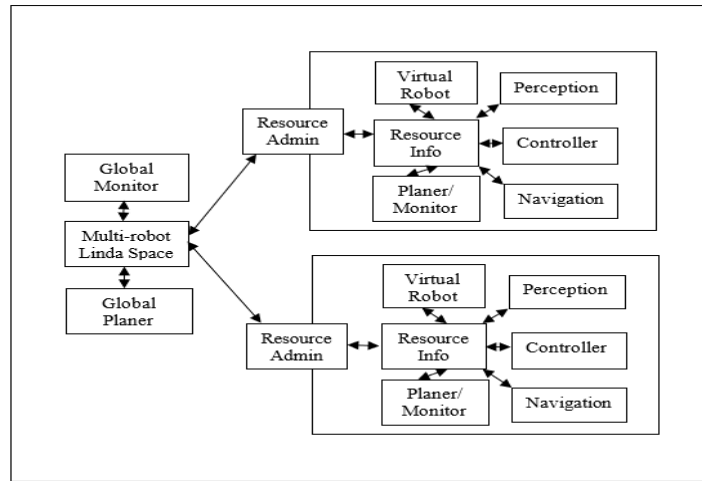 Virtual
Robot
Perception
Resource
Admin
Resource
Info
Controller
Planer/
Monitor
Navigation
Global
Monitor
Multi-robot
Linda Space
Global
Planer
Virtual
Robot
Perception
Resource
Admin
Resource
Info
Controller
Planer/
Monitor
Navigation